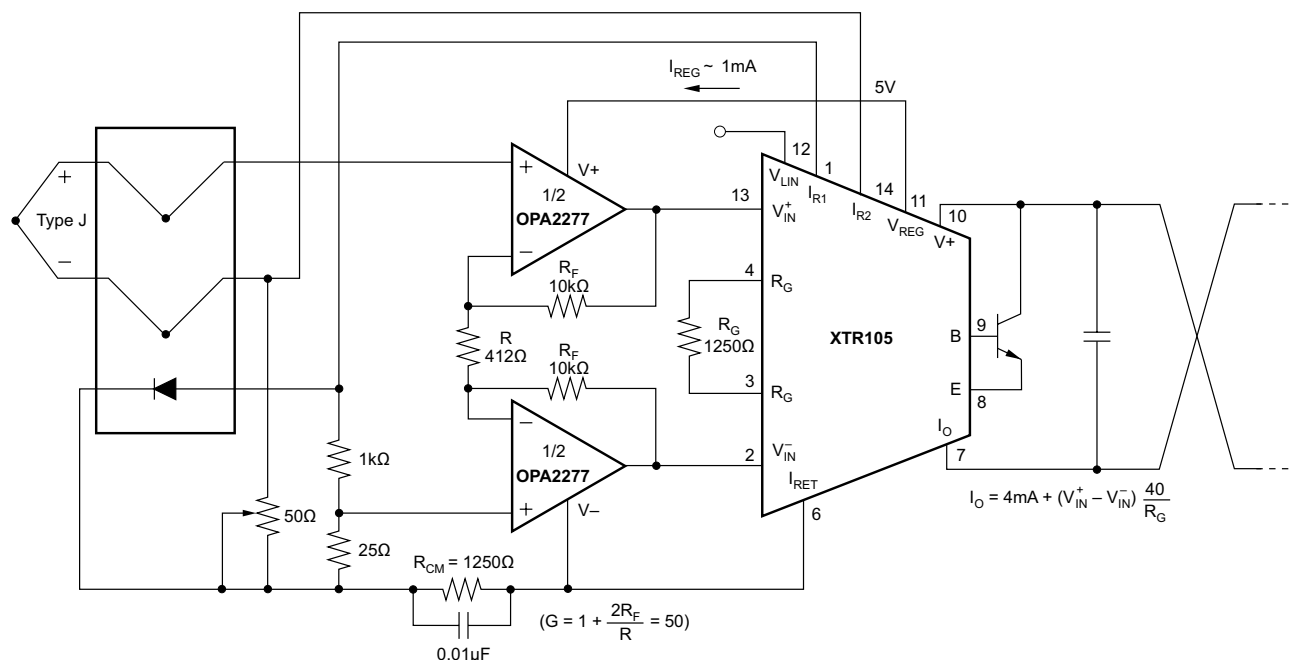 I_REG ~ 1mA
5V
12
1
14
11
10
V_LIN
I_R1
I_R2
V_REG
V+
+
Type J
–
+
V+
1/2
OPA2277
–
13
V_IN^+
R_F
10kΩ
4
R_G
R
412Ω
R_G
1250Ω
XTR105
B
9
R_F
10kΩ
3
R_G
E
8
–
1/2
OPA2277
+
V–
2
V_IN^–
I_RET
6
I_O
7
1kΩ
50Ω
25Ω
R_CM = 1250Ω
0.01µF
(G = 1 + 2R_F/R = 50)
I_O = 4mA + (V_IN^+ – V_IN^–) 40/R_G